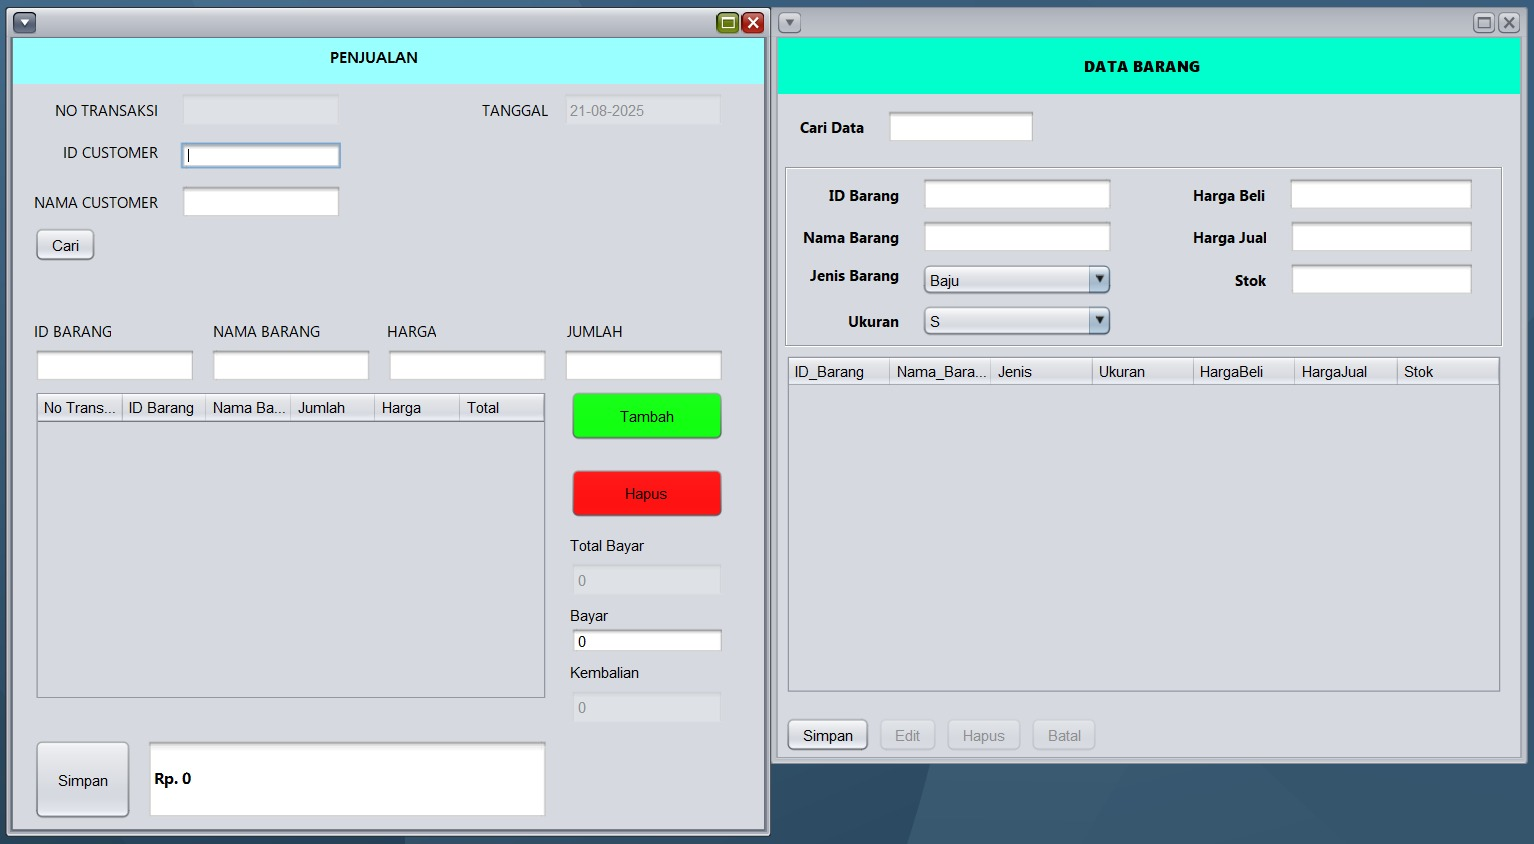 PENJUALAN
NO TRANSAKSI
TANGGAL 21-08-2025
ID CUSTOMER
NAMA CUSTOMER
Cari
ID BARANG NAMA BARANG HARGA JUMLAH
No Trans... ID Barang Nama Ba... Jumlah Harga Total
Tambah
Hapus
Total Bayar
0
Bayar
0
Kembalian
0
Simpan Rp. 0
DATA BARANG
Cari Data
ID Barang Harga Beli
Nama Barang Harga Jual
Jenis Barang Baju Stok
Ukuran S
ID_Barang Nama_Bara... Jenis Ukuran HargaBeli HargaJual Stok
Simpan Edit Hapus Batal